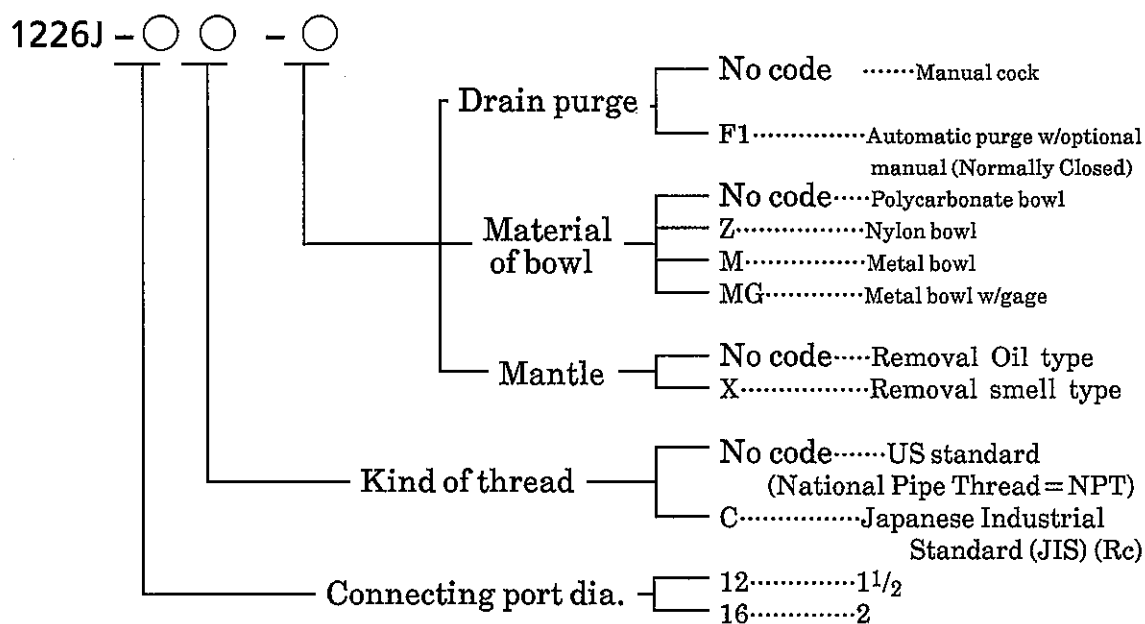 1226J – ○ ○ – ○
Drain purge
No code ·······Manual cock
F1··············Automatic purge w/optional
manual (Normally Closed)
Material
of bowl
No code·····Polycarbonate bowl
Z···············Nylon bowl
M··············Metal bowl
MG············Metal bowl w/gage
Mantle
No code·····Removal Oil type
X··············Removal smell type
Kind of thread
No code·······US standard
(National Pipe Thread=NPT)
C··············Japanese Industrial
Standard (JIS) (Rc)
Connecting port dia.
12·············1 1/2
16·············2